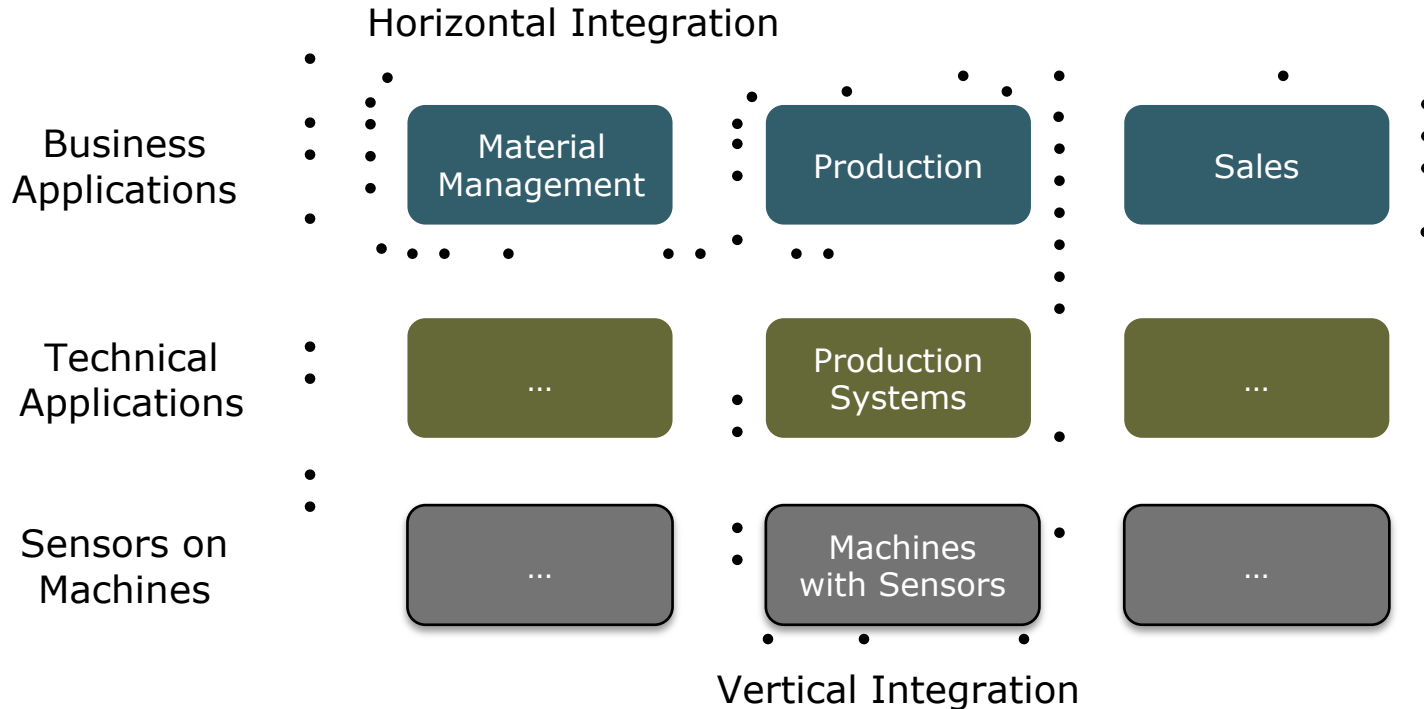 Horizontal Integration
Business
Applications
Material
Management
Production
Sales
Technical
Applications
...
Production
Systems
...
Sensors on
Machines
...
Machines
with Sensors
...
Vertical Integration